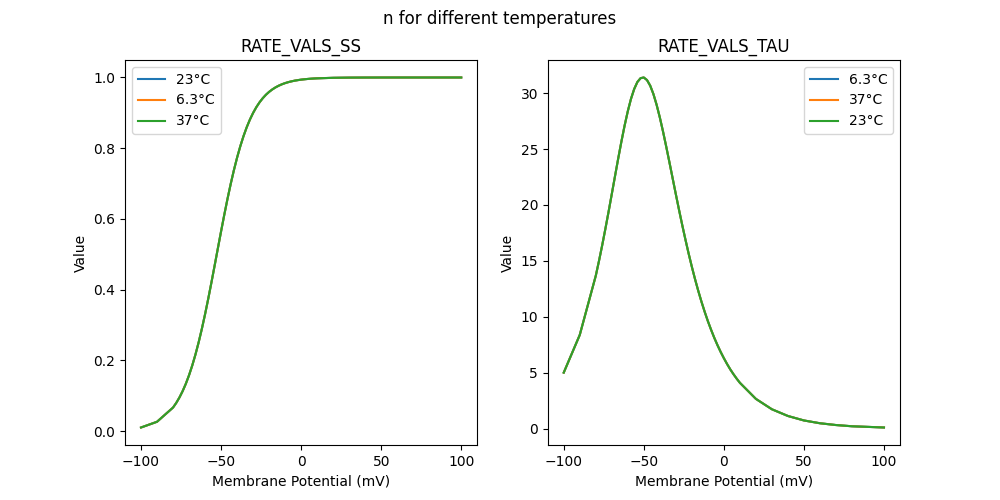 n for different temperatures
RATE_VALS_SS
23°C
6.3°C
37°C
1.0
0.8
0.6
0.4
0.2
0.0
Value
−100
−50
0
50
100
Membrane Potential (mV)
RATE_VALS_TAU
6.3°C
37°C
23°C
30
25
20
15
10
5
0
Value
−100
−50
0
50
100
Membrane Potential (mV)